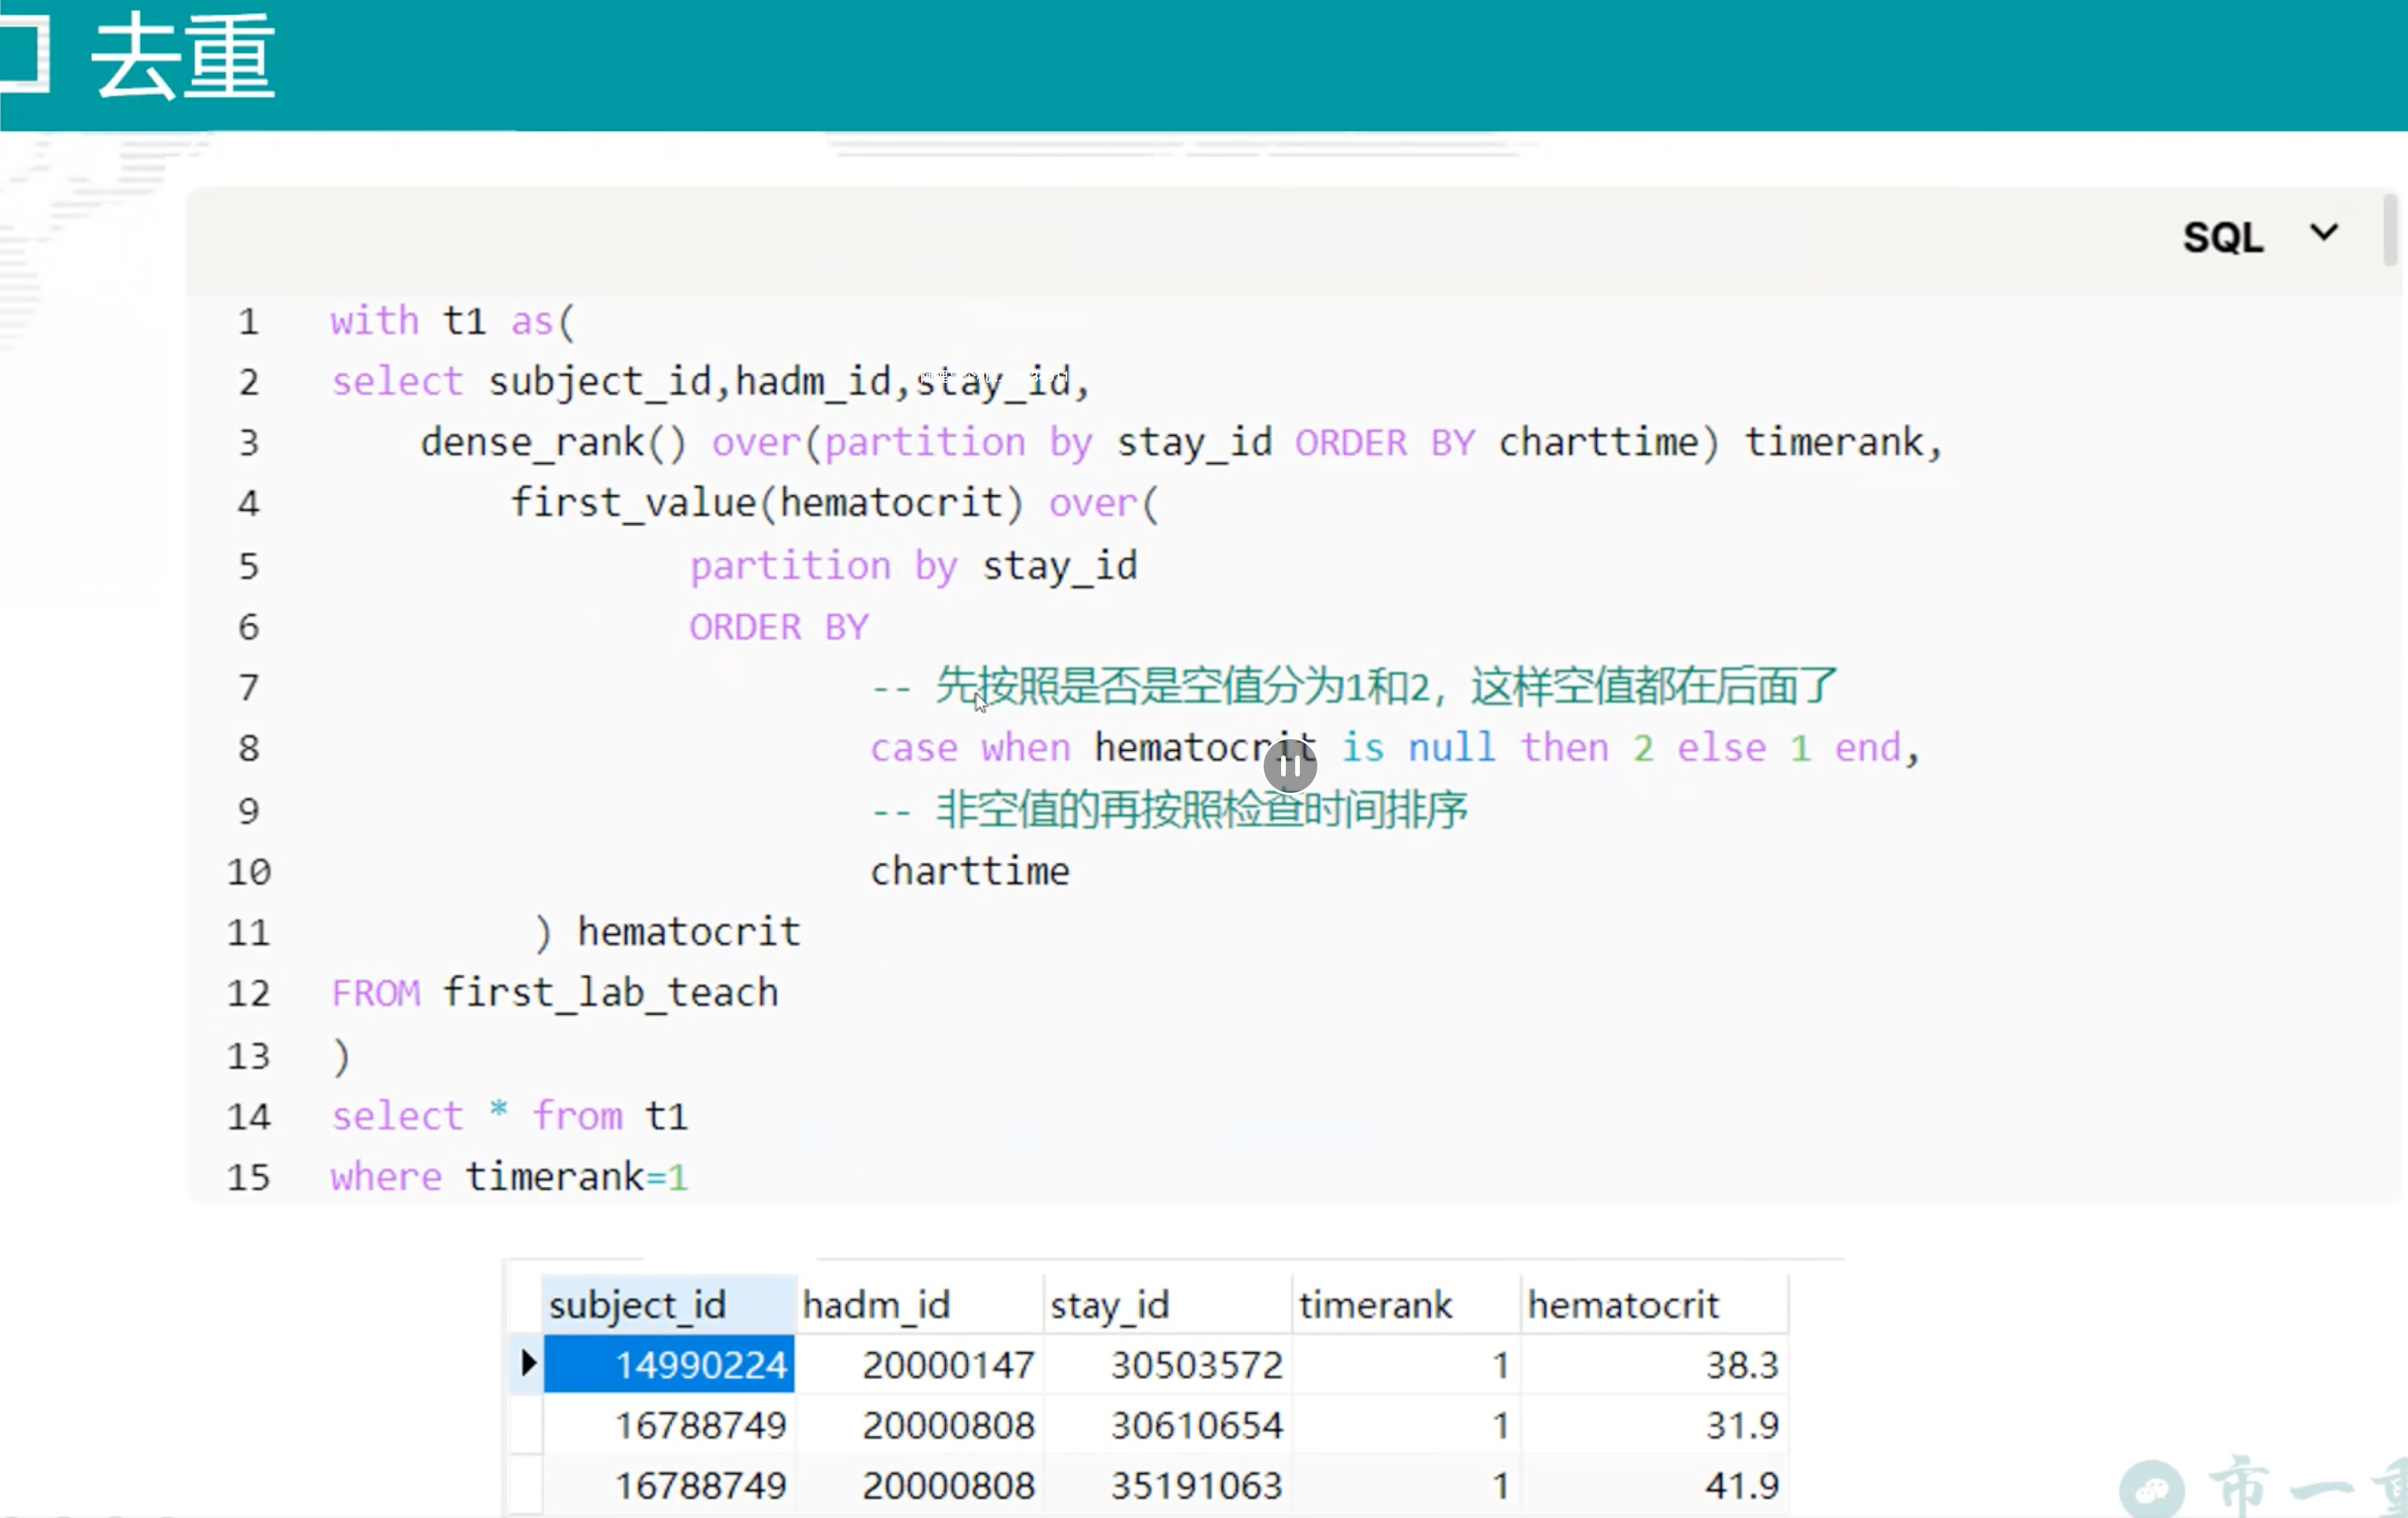 去重
SQL
1 with t1 as(
2 select subject_id,hadm_id,stay_id,
3 dense_rank() over(partition by stay_id ORDER BY charttime) timerank,
4 first_value(hematocrit) over(
5 partition by stay_id
6 ORDER BY
7 -- 先按照是否是空值分为1和2, 这样空值都在后面了
8 case when hematocrit is null then 2 else 1 end,
9 -- 非空值的再按照检查时间排序
10 charttime
11 ) hematocrit
12 FROM first_lab_teach
13 )
14 select * from t1
15 where timerank=1
subject_id hadm_id stay_id timerank hematocrit
14990224 20000147 30503572 1 38.3
16788749 20000808 30610654 1 31.9
16788749 20000808 35191063 1 41.9
市一重